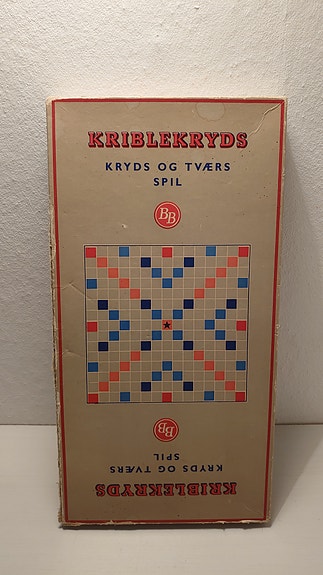 KRIBLEKRYDS
KRYDS OG TVÆRS
SPIL
BB
BB
SPIL
KRYDS OG TVÆRS
KRIBLEKRYDS